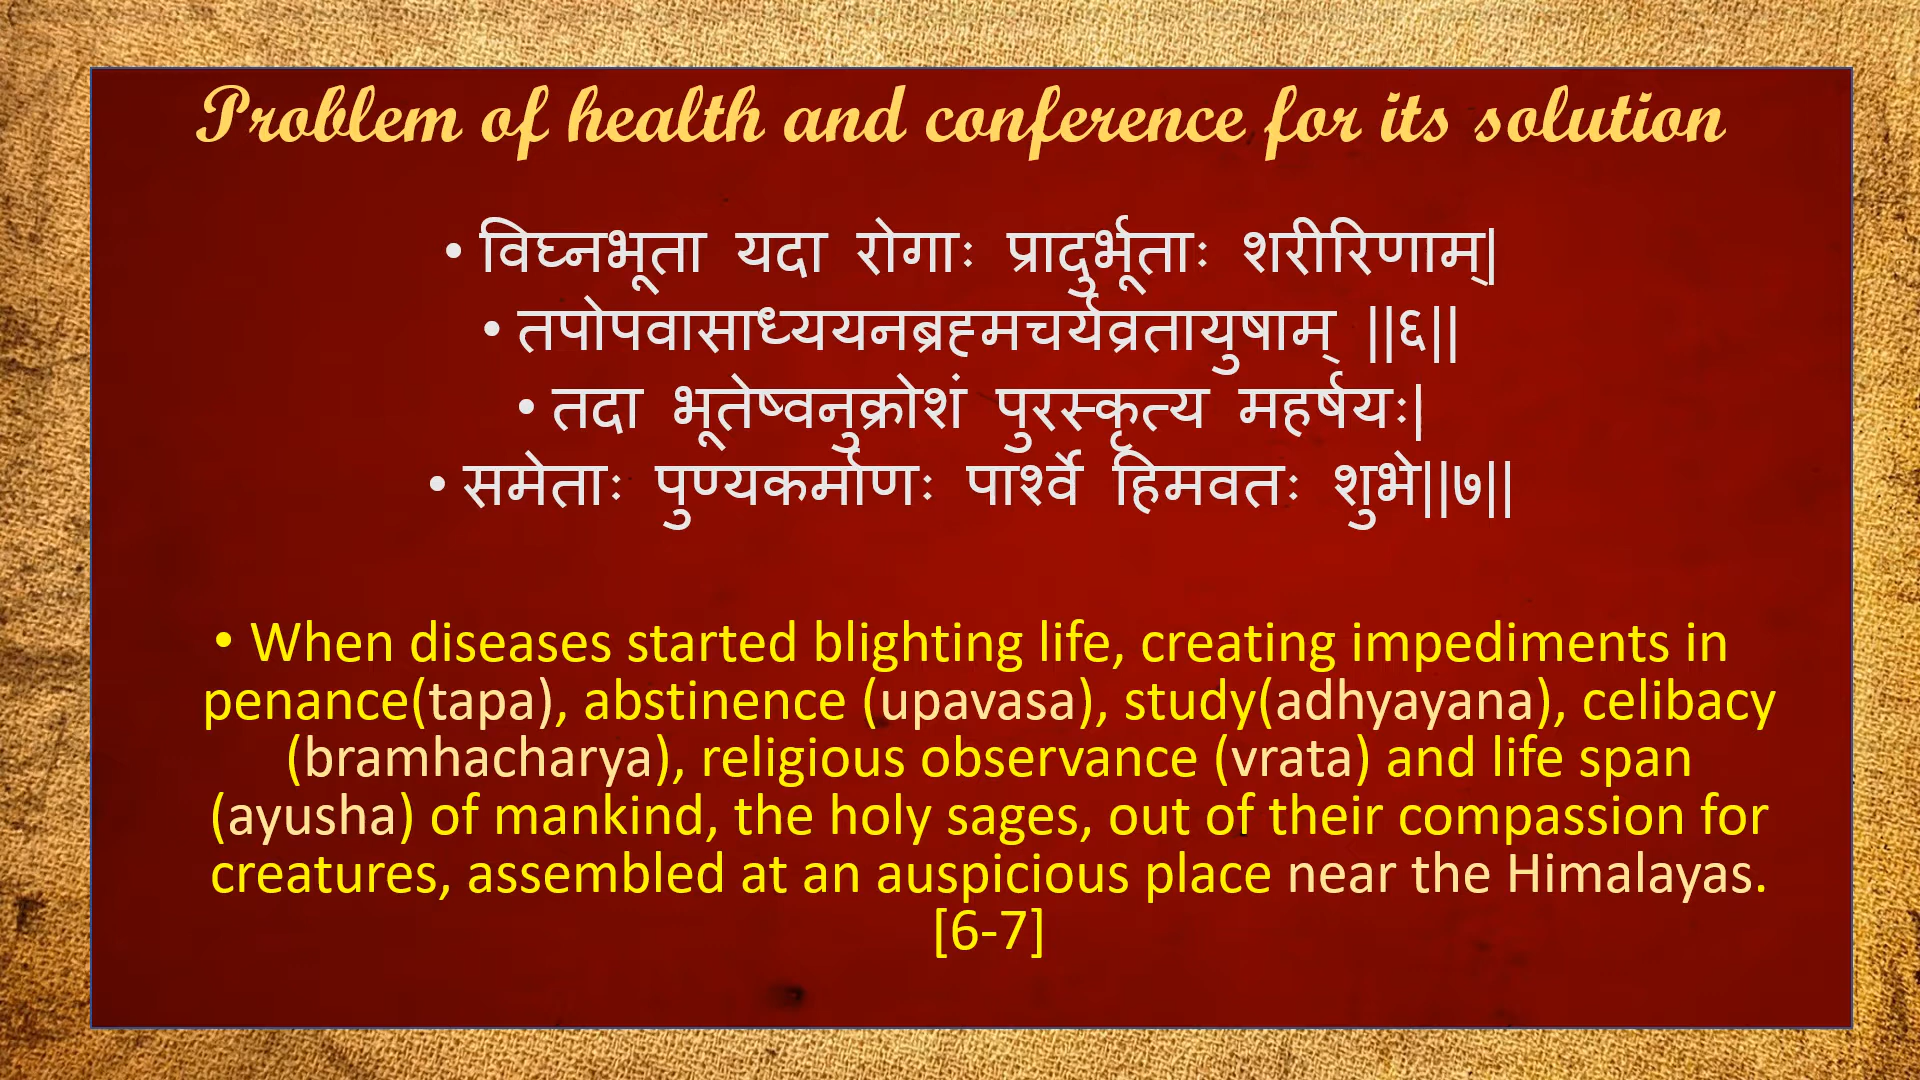 Problem of health and conference for its solution
• विघ्नभूता यदा रोगाः प्रादुर्भूताः शरीरिणाम्|
• तपोपवासाध्ययनब्रह्मचर्यव्रतायुषाम् ||६||
• तदा भूतेष्वनुक्रोशं पुरस्कृत्य महर्षयः|
• समेताः पुण्यकर्माणः पार्श्वे हिमवतः शुभे||७||
• When diseases started blighting life, creating impediments in
penance(tapa), abstinence (upavasa), study(adhyayana), celibacy
(bramhacharya), religious observance (vrata) and life span
(ayusha) of mankind, the holy sages, out of their compassion for
creatures, assembled at an auspicious place near the Himalayas.
[6-7]